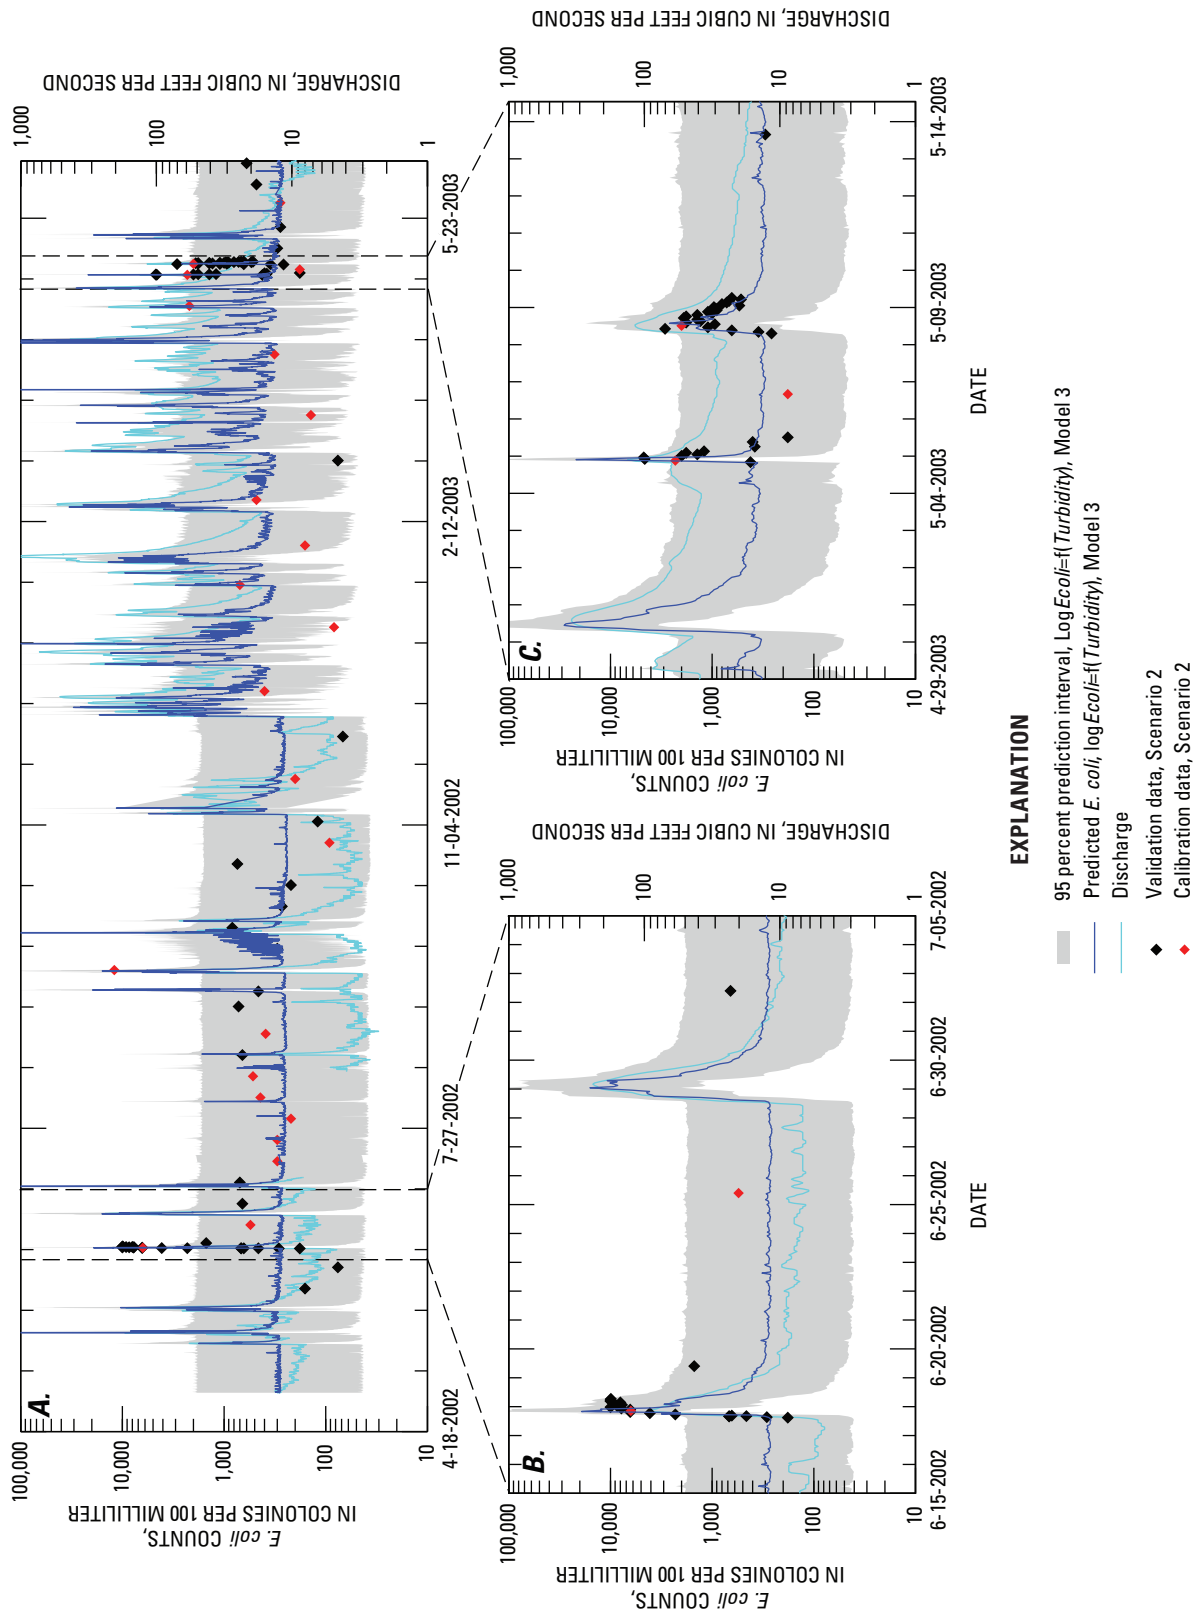 A.
E. coli COUNTS,
IN COLONIES PER 100 MILLILITER
100,000
10,000
1,000
100
10
DISCHARGE, IN CUBIC FEET PER SECOND
1,000
100
10
1
4-18-2002
7-27-2002
11-04-2002
2-12-2003
5-23-2003
B.
E. coli COUNTS,
IN COLONIES PER 100 MILLILITER
100,000
10,000
1,000
100
10
DISCHARGE, IN CUBIC FEET PER SECOND
1,000
100
10
1
6-15-2002
6-20-2002
6-25-2002
6-30-2002
7-05-2002
DATE
C.
E. coli COUNTS,
IN COLONIES PER 100 MILLILITER
100,000
10,000
1,000
100
10
DISCHARGE, IN CUBIC FEET PER SECOND
1,000
100
10
1
4-29-2003
5-04-2003
5-09-2003
5-14-2003
DATE
EXPLANATION
95 percent prediction interval, LogEcoli=f(Turbidity), Model 3
Predicted E. coli, logEcoli=f(Turbidity), Model 3
Discharge
Validation data, Scenario 2
Calibration data, Scenario 2